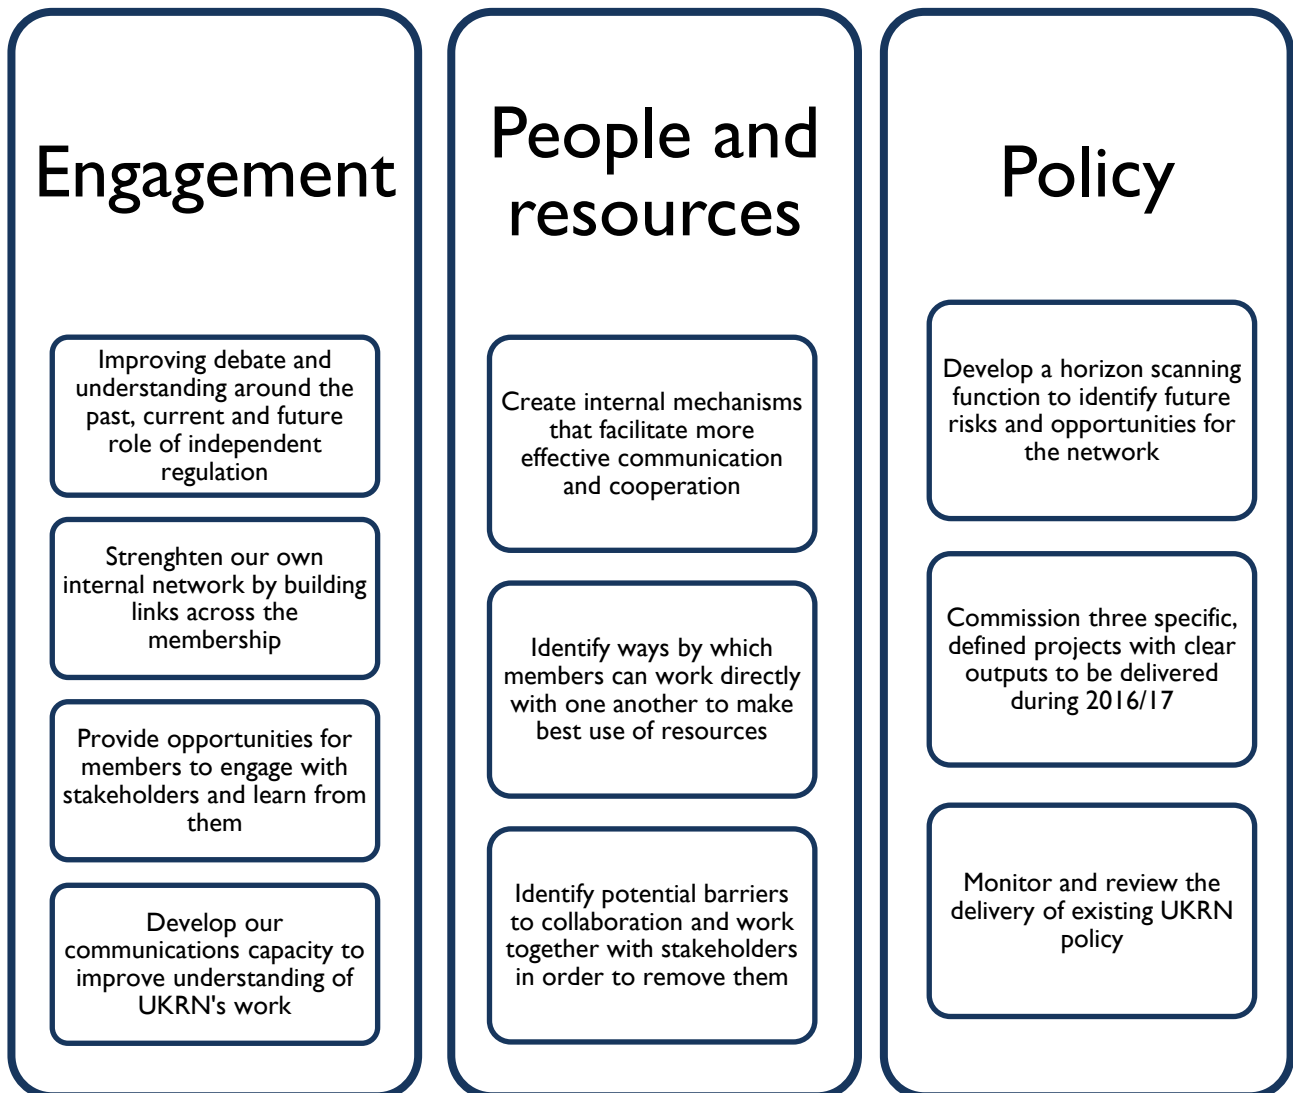 Engagement
Improving debate and
understanding around the
past, current and future
role of independent
regulation
Strenghten our own
internal network by building
links across the
membership
Provide opportunities for
members to engage with
stakeholders and learn from
them
Develop our
communications capacity to
improve understanding of
UKRN's work
People and
resources
Create internal mechanisms
that facilitate more
effective communication
and cooperation
Identify ways by which
members can work directly
with one another to make
best use of resources
Identify potential barriers
to collaboration and work
together with stakeholders
in order to remove them
Policy
Develop a horizon scanning
function to identify future
risks and opportunities for
the network
Commission three specific,
defined projects with clear
outputs to be delivered
during 2016/17
Monitor and review the
delivery of existing UKRN
policy